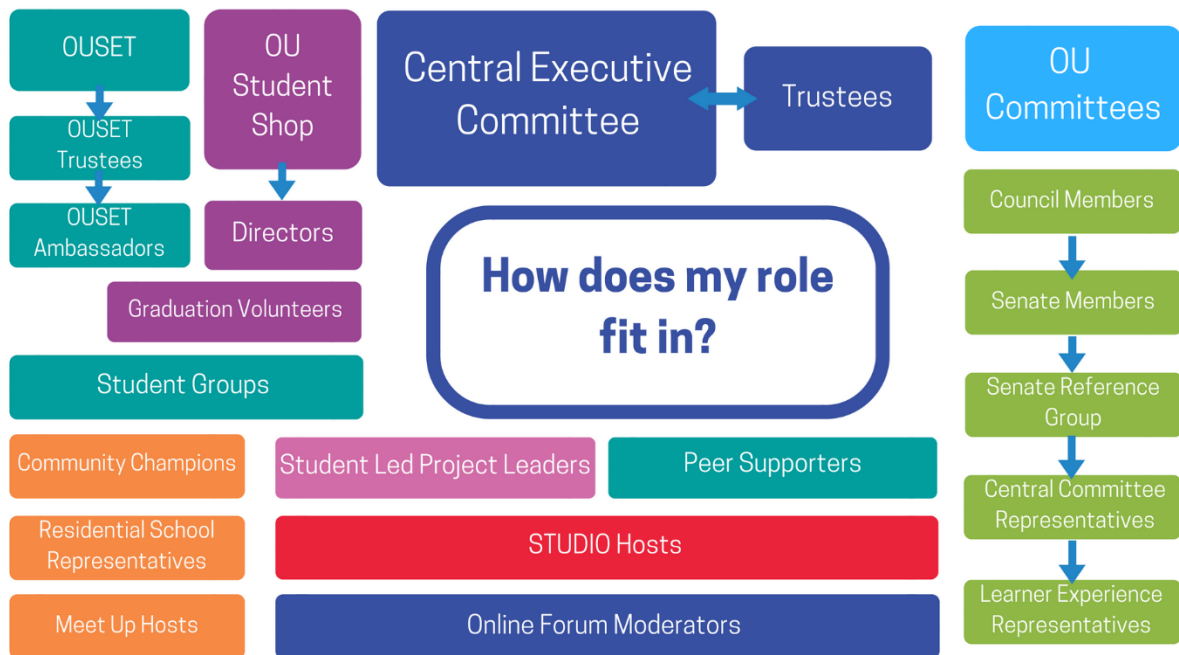 OUSET
OUSET
Trustees
OUSET
Ambassadors
OU
Student
Shop
Directors
Graduation Volunteers
Student Groups
Central Executive
Committee
Trustees
How does my role
fit in?
OU
Committees
Council Members
Senate Members
Senate Reference
Group
Central Committee
Representatives
Learner Experience
Representatives
Community Champions
Residential School
Representatives
Meet Up Hosts
Student Led Project Leaders
Peer Supporters
STUDIO Hosts
Online Forum Moderators